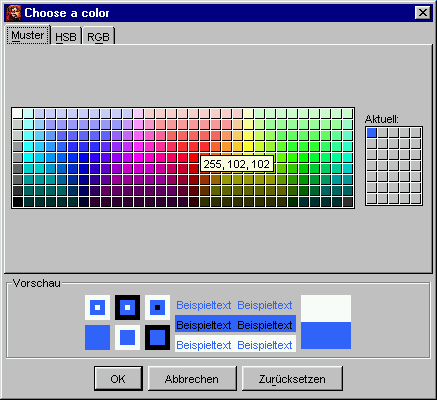 Choose a color
Muster HSB RGB
Aktuell:
255, 102, 102
Vorschau
Beispieltext Beispieltext
Beispieltext Beispieltext
Beispieltext Beispieltext
OK Abbrechen Zurücksetzen